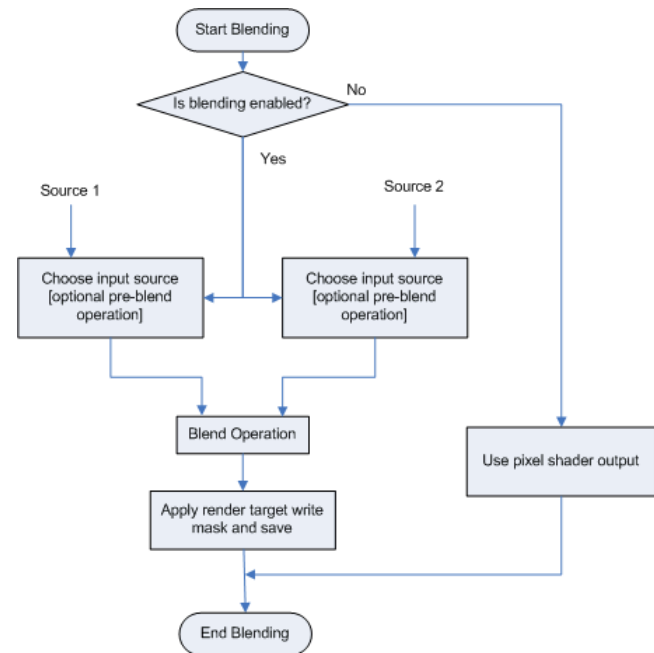 Start Blending
Is blending enabled?
No
Yes
Source 1
Source 2
Choose input source
[optional pre-blend
operation]
Choose input source
[optional pre-blend
operation]
Blend Operation
Use pixel shader output
Apply render target write
mask and save
End Blending